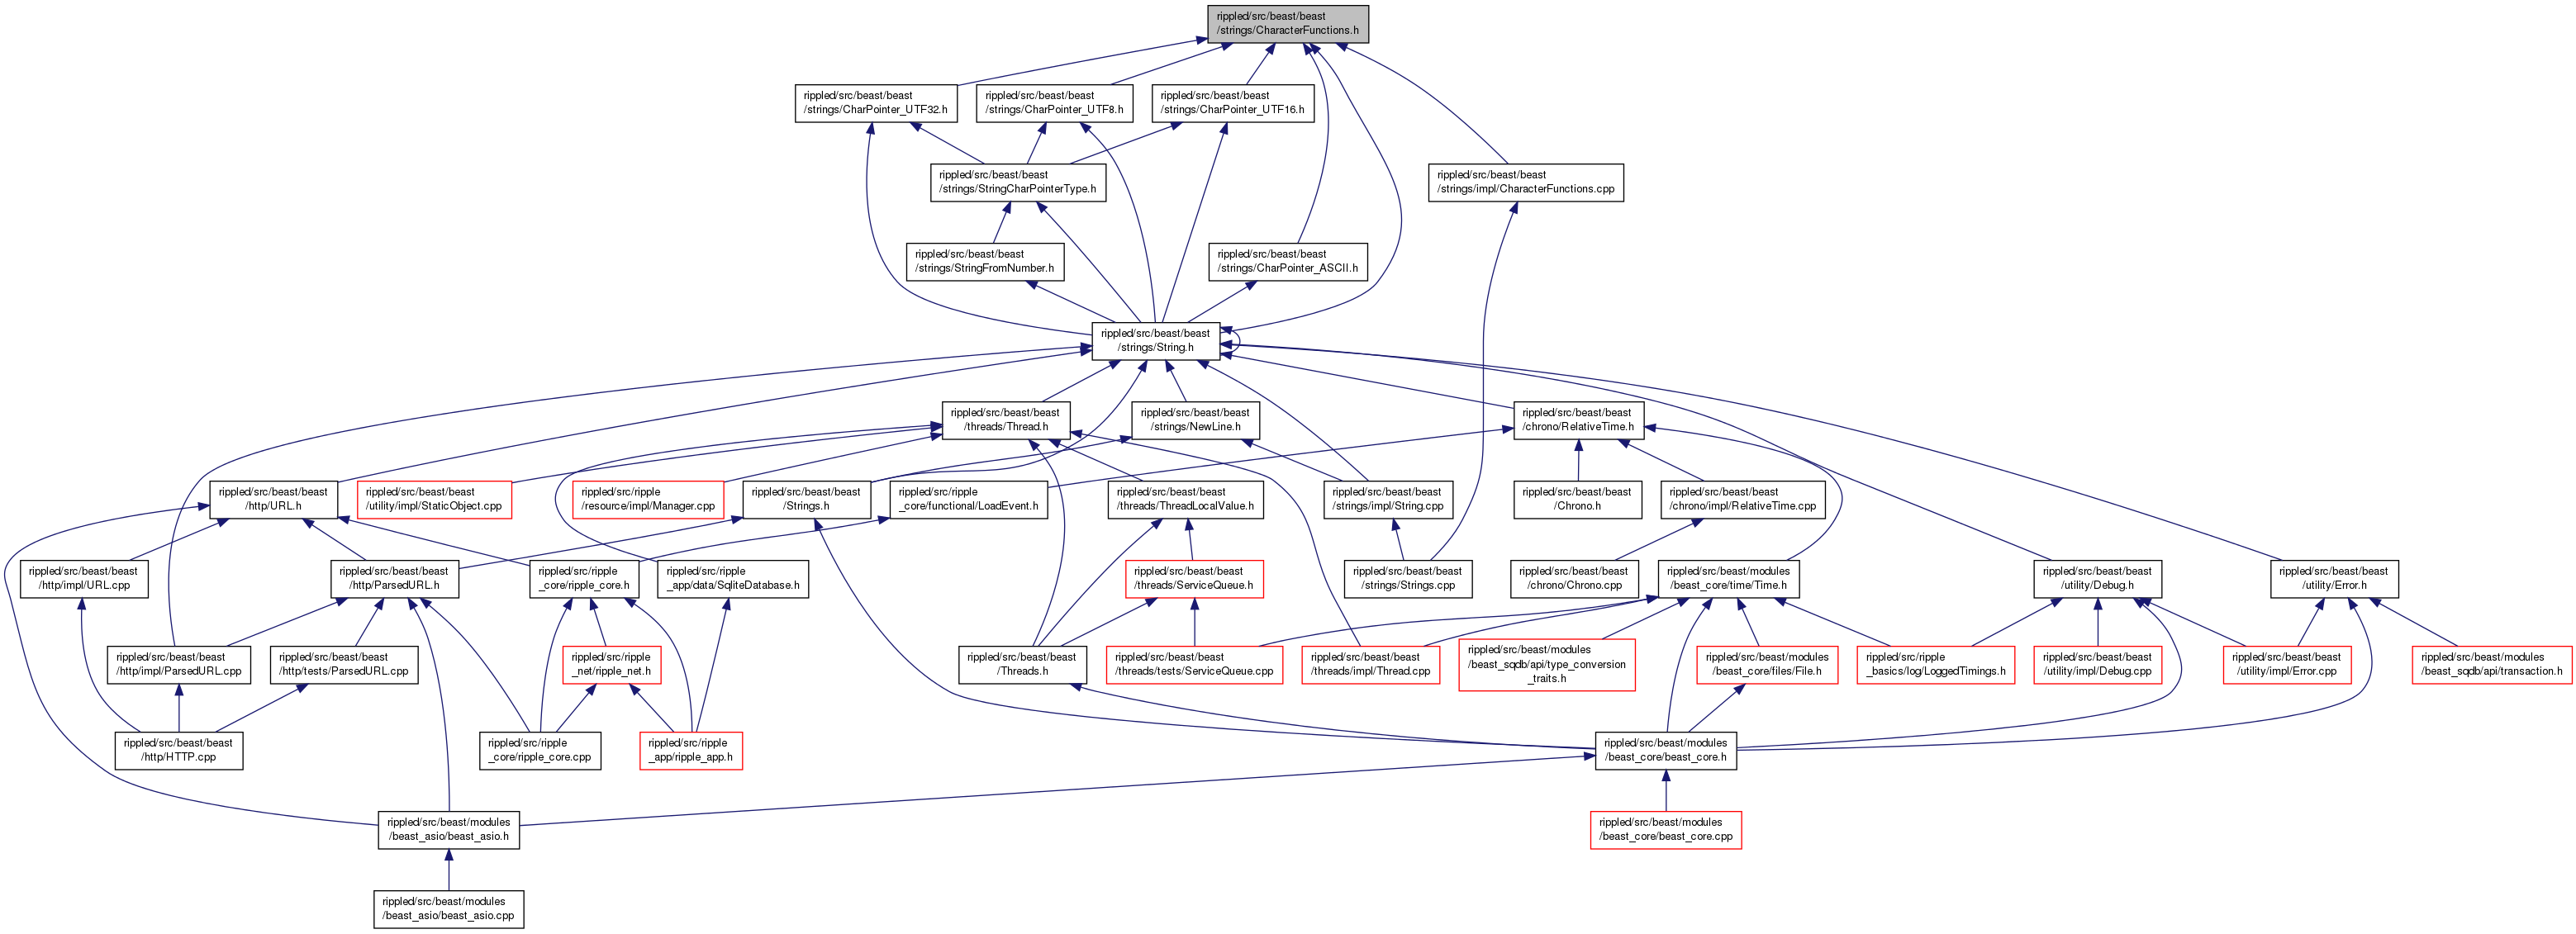 rippled/src/beast/beast
/strings/CharacterFunctions.h
rippled/src/beast/beast
/strings/CharPointer_UTF32.h
rippled/src/beast/beast
/strings/CharPointer_UTF8.h
rippled/src/beast/beast
/strings/CharPointer_UTF16.h
rippled/src/beast/beast
/strings/StringCharPointerType.h
rippled/src/beast/beast
/strings/impl/CharacterFunctions.cpp
rippled/src/beast/beast
/strings/StringFromNumber.h
rippled/src/beast/beast
/strings/CharPointer_ASCII.h
rippled/src/beast/beast
/strings/String.h
rippled/src/beast/beast
/threads/Thread.h
rippled/src/beast/beast
/strings/NewLine.h
rippled/src/beast/beast
/chrono/RelativeTime.h
rippled/src/beast/beast
/http/URL.h
rippled/src/beast/beast
/utility/impl/StaticObject.cpp
rippled/src/ripple
/resource/impl/Manager.cpp
rippled/src/beast/beast
/Strings.h
rippled/src/ripple
_core/functional/LoadEvent.h
rippled/src/beast/beast
/threads/ThreadLocalValue.h
rippled/src/beast/beast
/strings/impl/String.cpp
rippled/src/beast/beast
/Chrono.h
rippled/src/beast/beast
/chrono/impl/RelativeTime.cpp
rippled/src/beast/beast
/http/impl/URL.cpp
rippled/src/beast/beast
/http/ParsedURL.h
rippled/src/ripple
_core/ripple_core.h
rippled/src/ripple
_app/data/SqliteDatabase.h
rippled/src/beast/beast
/threads/ServiceQueue.h
rippled/src/beast/beast
/strings/Strings.cpp
rippled/src/beast/beast
/chrono/Chrono.cpp
rippled/src/beast/modules
/beast_core/time/Time.h
rippled/src/beast/beast
/utility/Debug.h
rippled/src/beast/beast
/utility/Error.h
rippled/src/beast/beast
/http/impl/ParsedURL.cpp
rippled/src/beast/beast
/http/tests/ParsedURL.cpp
rippled/src/ripple
_net/ripple_net.h
rippled/src/beast/beast
/Threads.h
rippled/src/beast/beast
/threads/tests/ServiceQueue.cpp
rippled/src/beast/beast
/threads/impl/Thread.cpp
rippled/src/beast/modules
/beast_sqdb/api/type_conversion
_traits.h
rippled/src/beast/modules
/beast_core/files/File.h
rippled/src/ripple
_basics/log/LoggedTimings.h
rippled/src/beast/beast
/utility/impl/Debug.cpp
rippled/src/beast/beast
/utility/impl/Error.cpp
rippled/src/beast/modules
/beast_sqdb/api/transaction.h
rippled/src/beast/beast
/http/HTTP.cpp
rippled/src/ripple
_core/ripple_core.cpp
rippled/src/ripple
_app/ripple_app.h
rippled/src/beast/modules
/beast_core/beast_core.h
rippled/src/beast/modules
/beast_asio/beast_asio.h
rippled/src/beast/modules
/beast_core/beast_core.cpp
rippled/src/beast/modules
/beast_asio/beast_asio.cpp